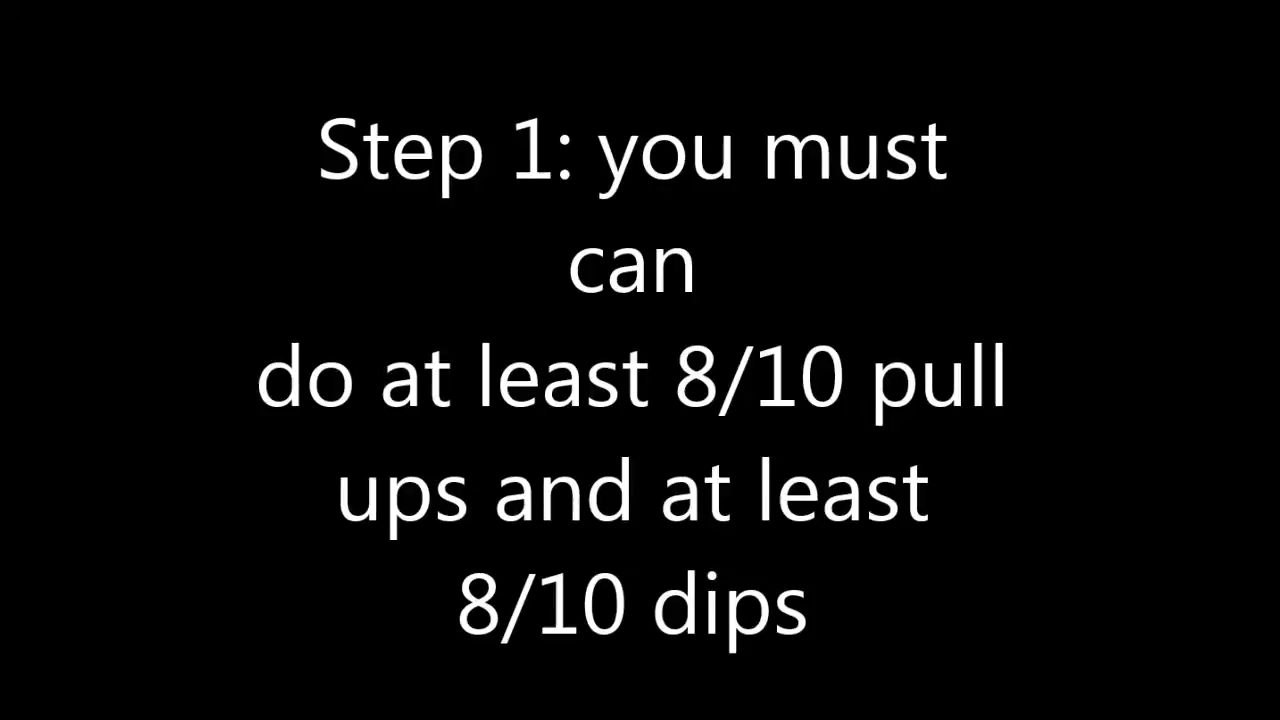 Step 1: you must
can
do at least 8/10 pull
ups and at least
8/10 dips